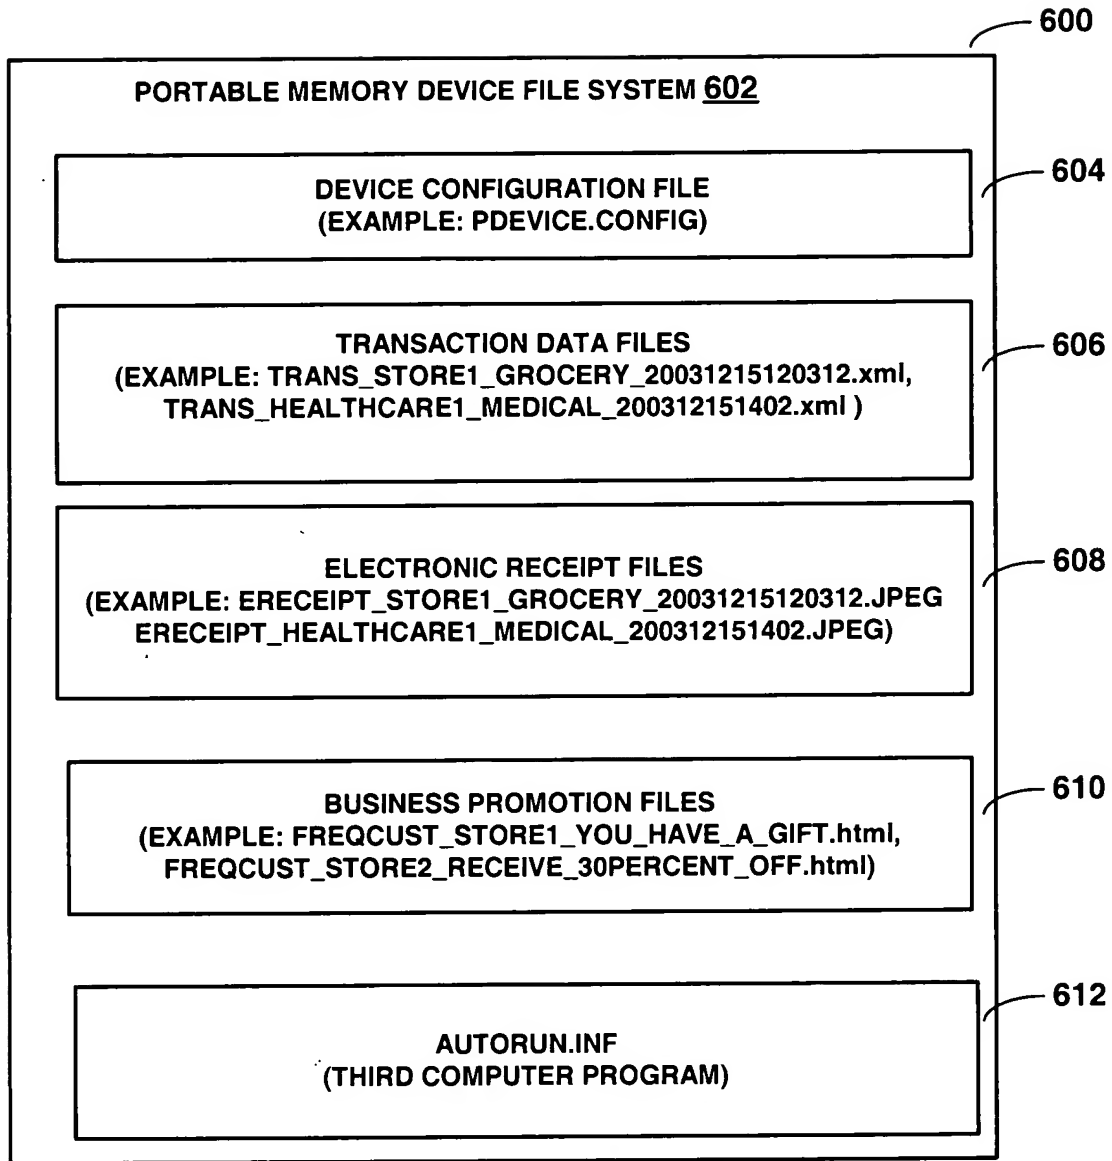 600
PORTABLE MEMORY DEVICE FILE SYSTEM 602
DEVICE CONFIGURATION FILE
(EXAMPLE: PDEVICE.CONFIG)
604
TRANSACTION DATA FILES
(EXAMPLE: TRANS_STORE1_GROCERY_20031215120312.xml,
TRANS_HEALTHCARE1_MEDICAL_200312151402.xml )
606
ELECTRONIC RECEIPT FILES
(EXAMPLE: ERECEIPT_STORE1_GROCERY_20031215120312.JPEG
ERECEIPT_HEALTHCARE1_MEDICAL_200312151402.JPEG)
608
BUSINESS PROMOTION FILES
(EXAMPLE: FREQCUST_STORE1_YOU_HAVE_A_GIFT.html,
FREQCUST_STORE2_RECEIVE_30PERCENT_OFF.html)
610
AUTORUN.INF
(THIRD COMPUTER PROGRAM)
612